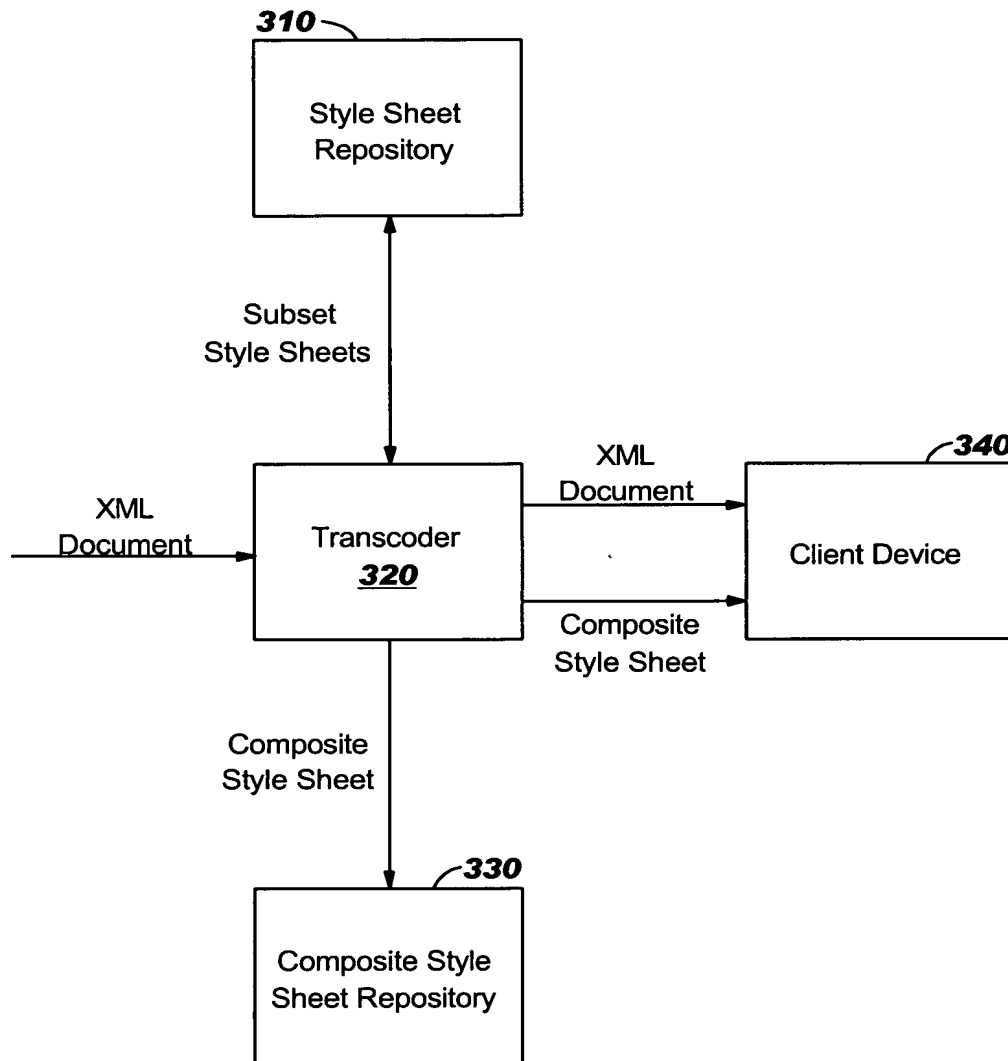 310
Style Sheet
Repository
Subset
Style Sheets
XML
Document
Transcoder
320
XML
Document
Composite
Style Sheet
340
Client Device
Composite
Style Sheet
330
Composite Style
Sheet Repository